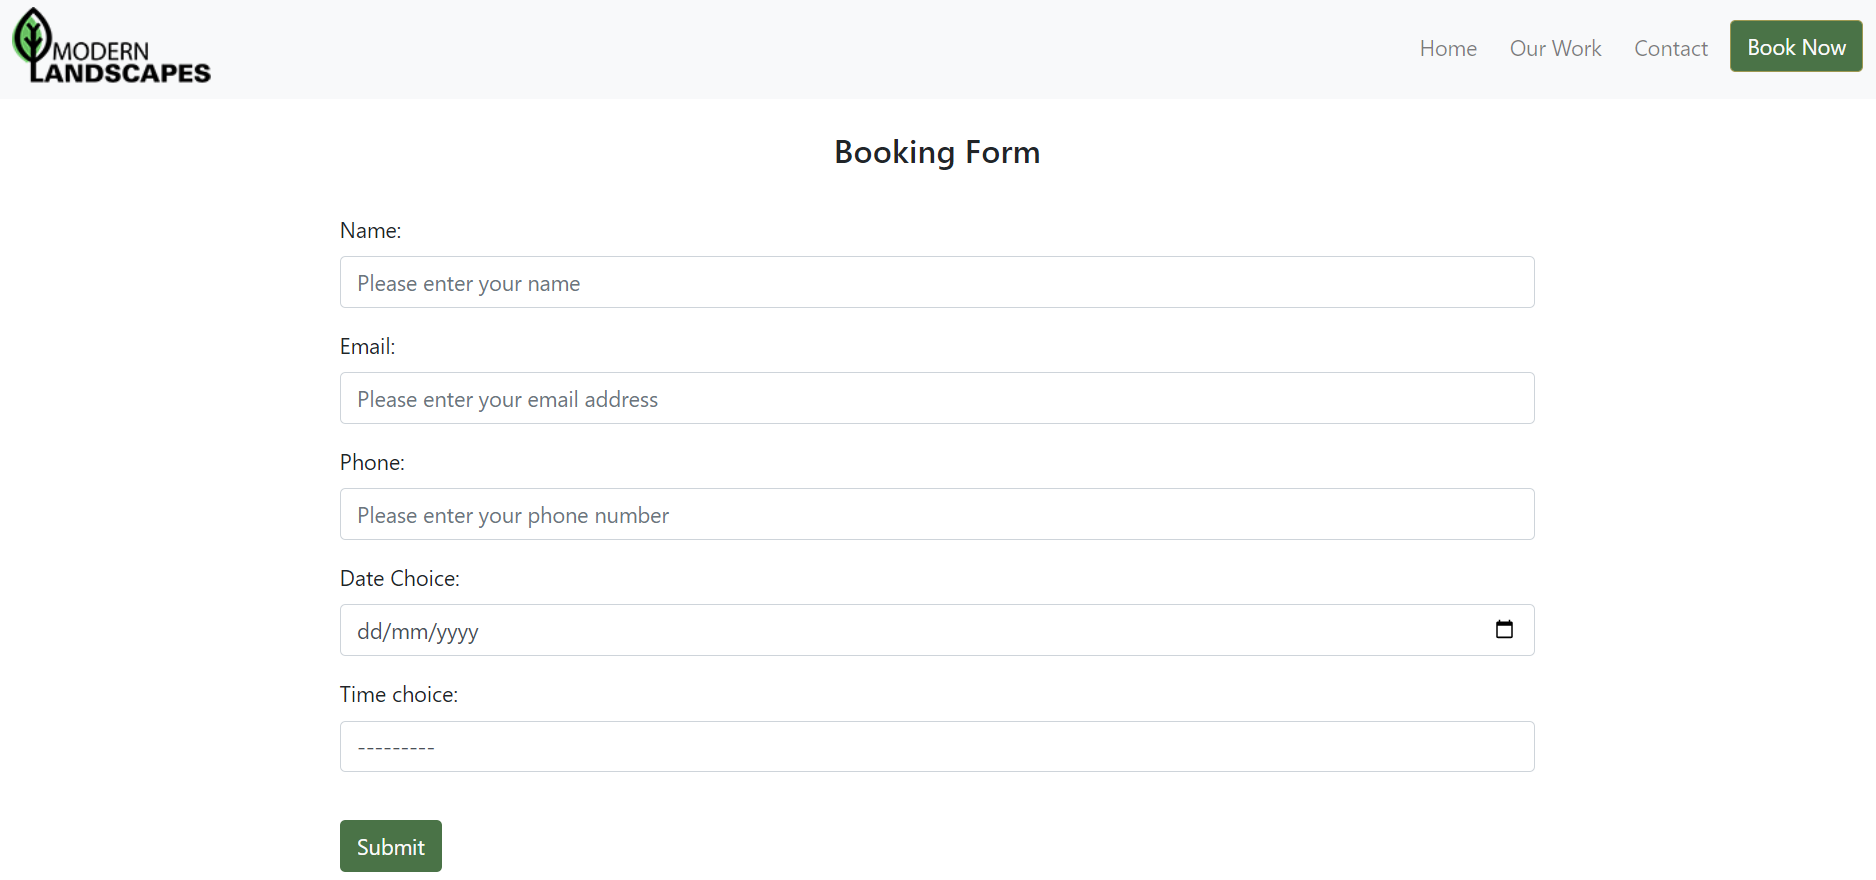 MODERN
LANDSCAPES
Home Our Work Contact Book Now
Booking Form
Name:
Please enter your name
Email:
Please enter your email address
Phone:
Please enter your phone number
Date Choice:
dd/mm/yyyy
Time choice:
---------
Submit